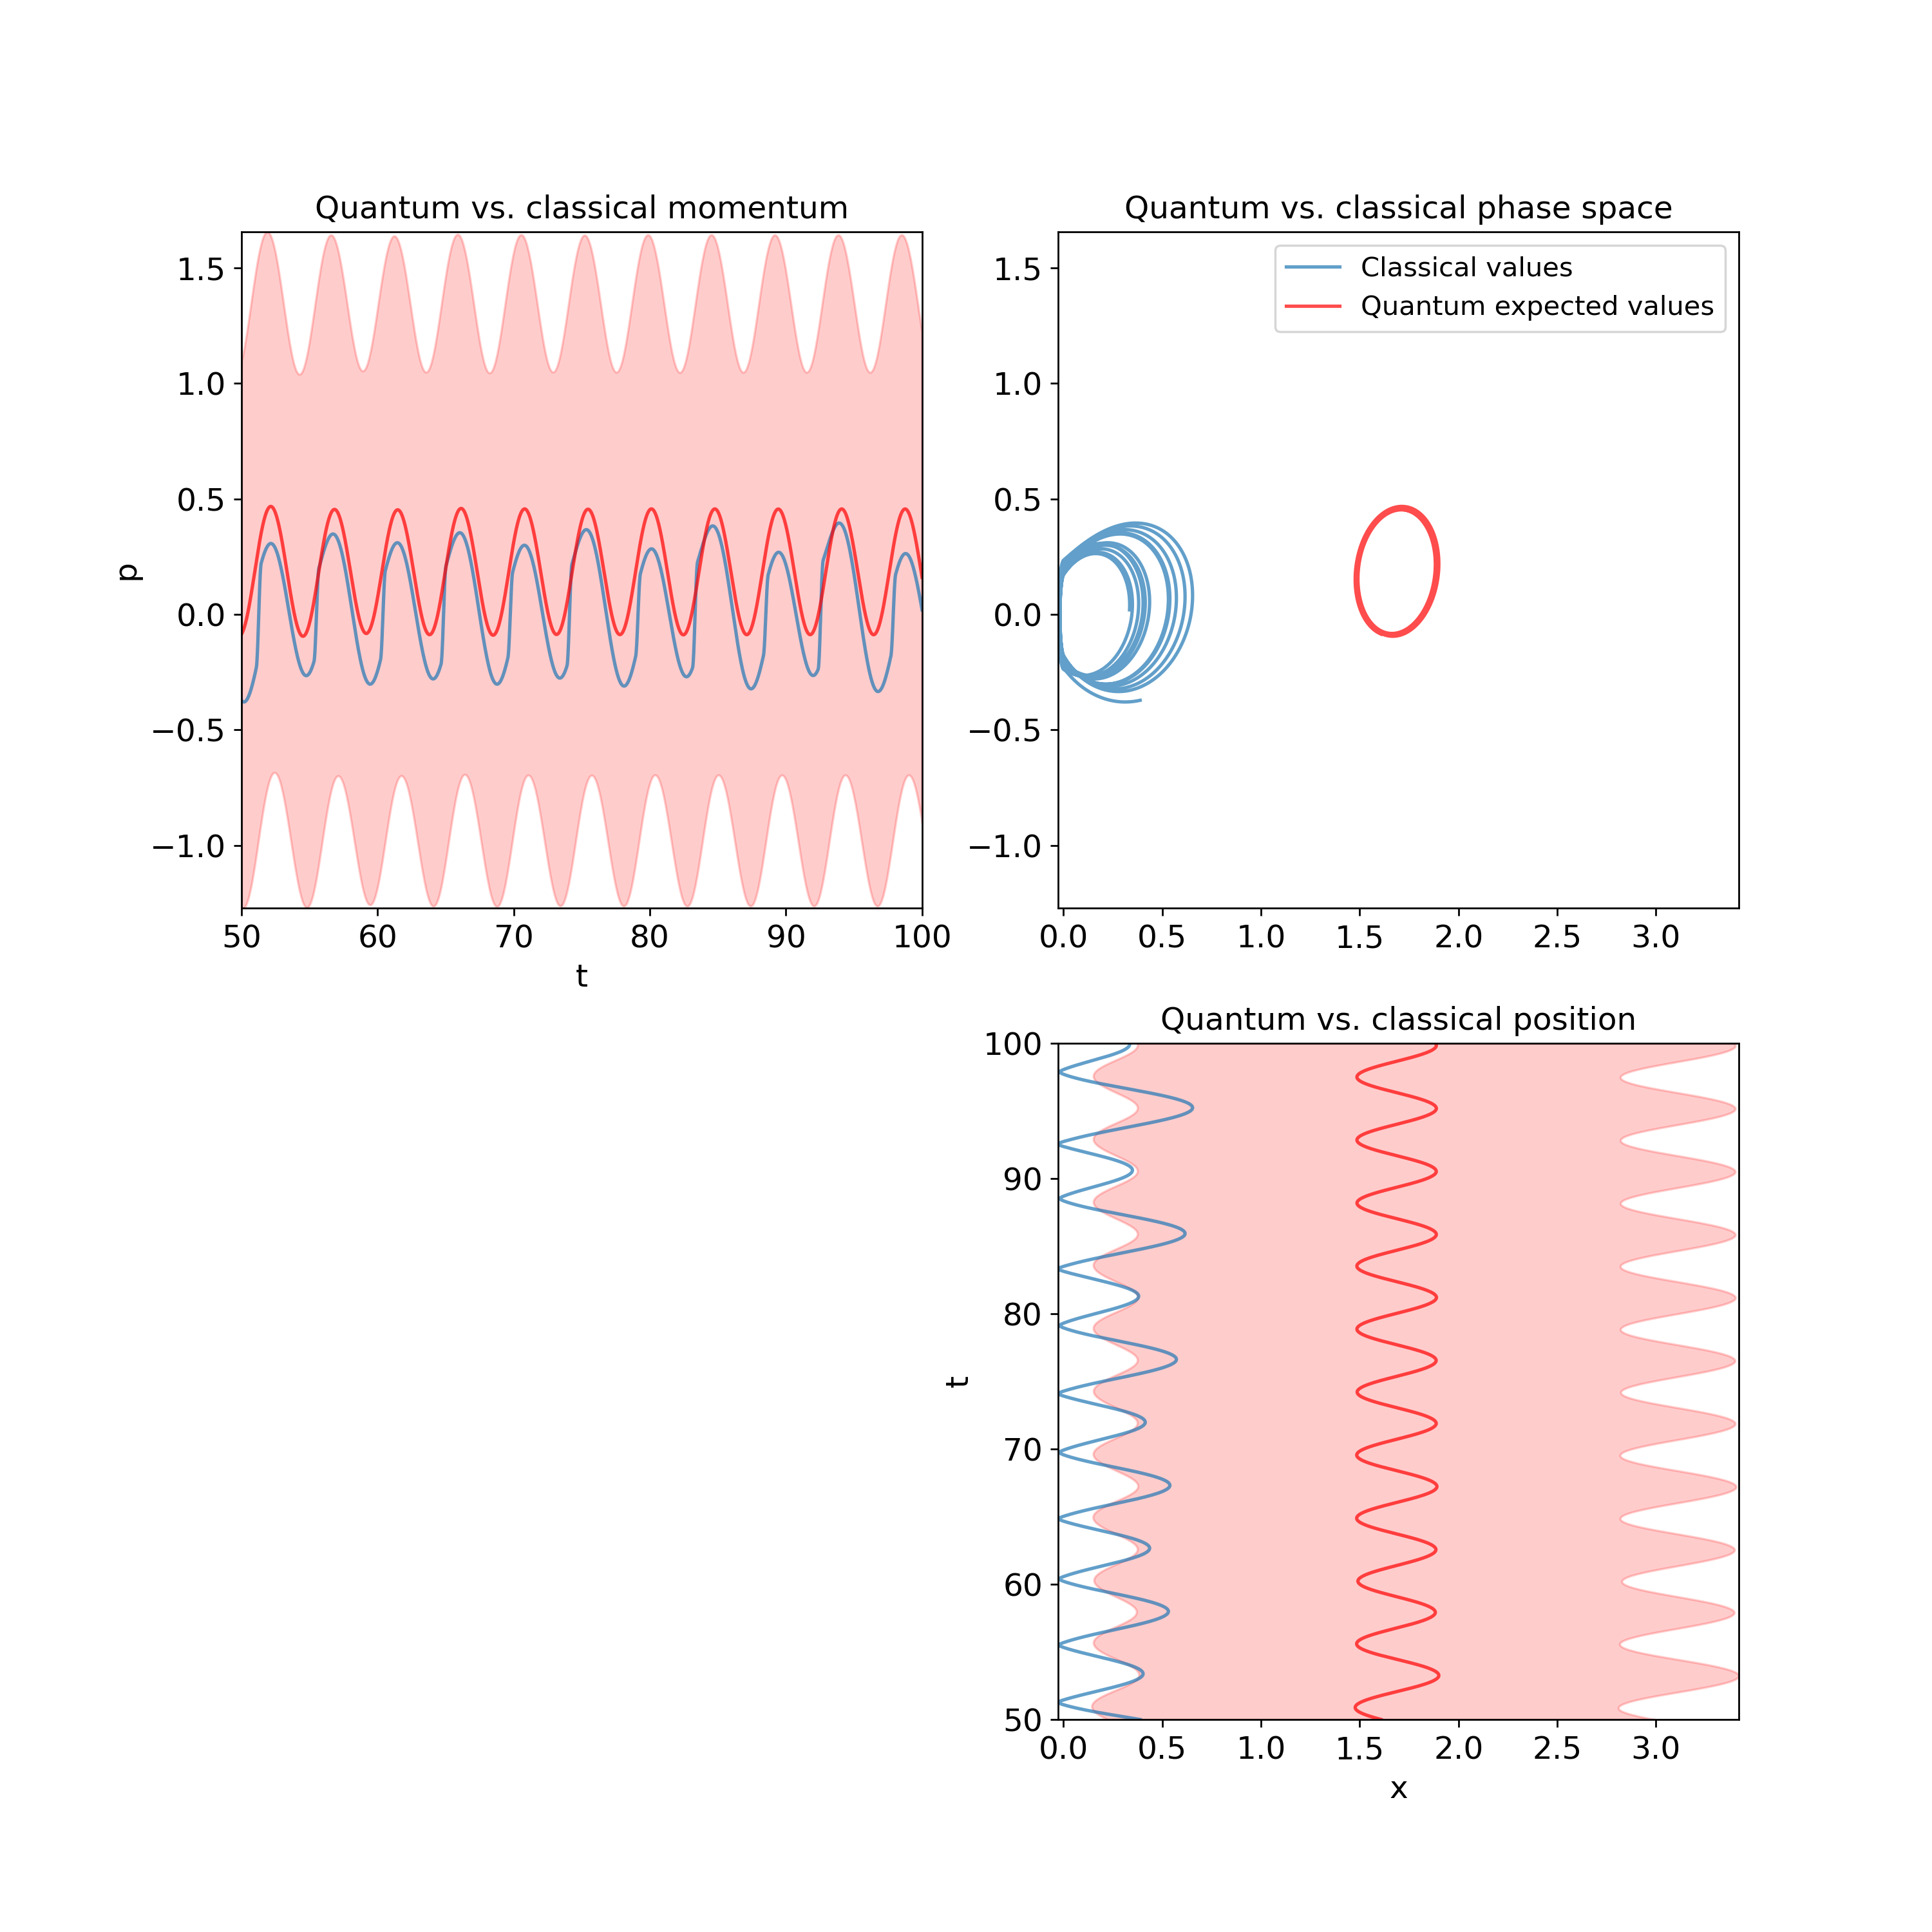 Quantum vs. classical momentum
1.5
1.0
0.5
0.0
−0.5
−1.0
p
50 60 70 80 90 100
t
Quantum vs. classical phase space
Classical values
Quantum expected values
1.5
1.0
0.5
0.0
−0.5
−1.0
0.0 0.5 1.0 1.5 2.0 2.5 3.0
Quantum vs. classical position
100
90
80
70
60
50
t
0.0 0.5 1.0 1.5 2.0 2.5 3.0
x